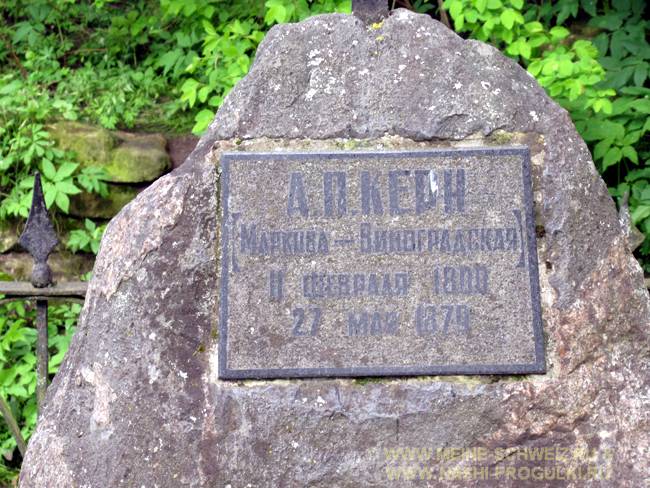 А.П.КЕРН
[МАРКОВА — ВИНОГРАДСКАЯ]
11 ФЕВРАЛЯ 1800
27 МАЯ 1879
WWW.MEINE-SCHWEIZ.RU &
WWW.NASHI-PROGULKI.RU